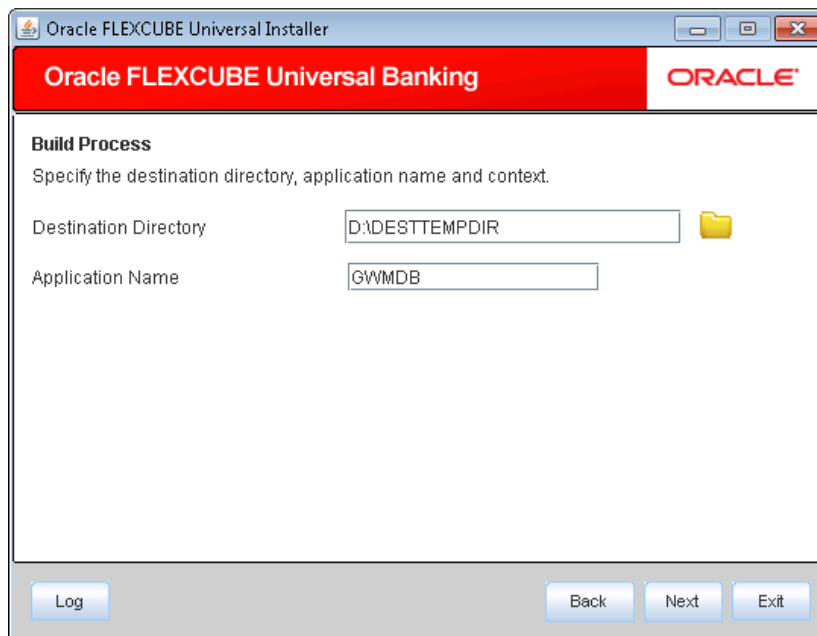 Oracle FLEXCUBE Universal Installer
Oracle FLEXCUBE Universal Banking
ORACLE
Build Process
Specify the destination directory, application name and context.
Destination Directory D:\DESTTEMPDIR
Application Name GWMDB
Log Back Next Exit